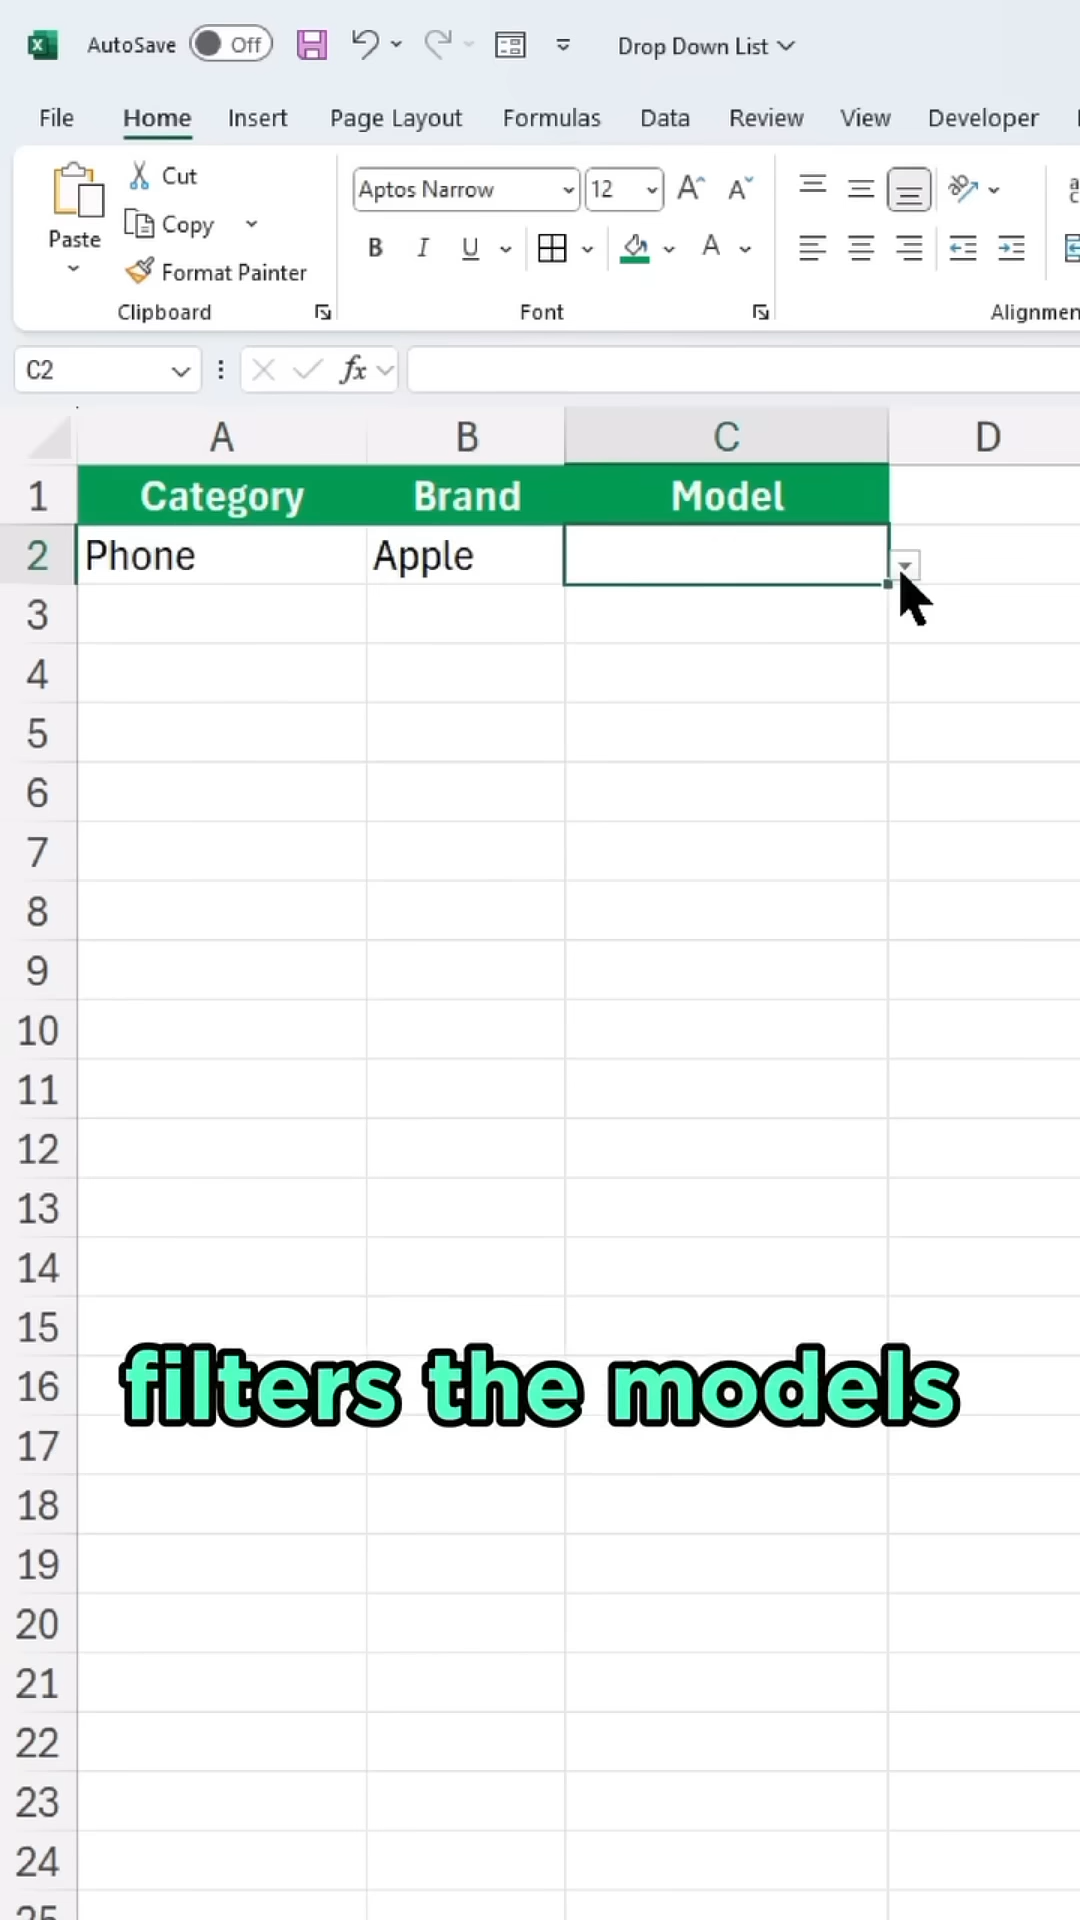 AutoSave Off Drop Down List
File Home Insert Page Layout Formulas Data Review View Developer
Paste
Cut
Copy
Format Painter
Clipboard
Aptos Narrow 12 A A
B I U A
Font
ab
Alignmen
C2 fx
A B C D
1 Category Brand Model
2 Phone Apple
3
4
5
6
7
8
9
10
11
12
13
14
15
16
filters the models
17
18
19
20
21
22
23
24
25